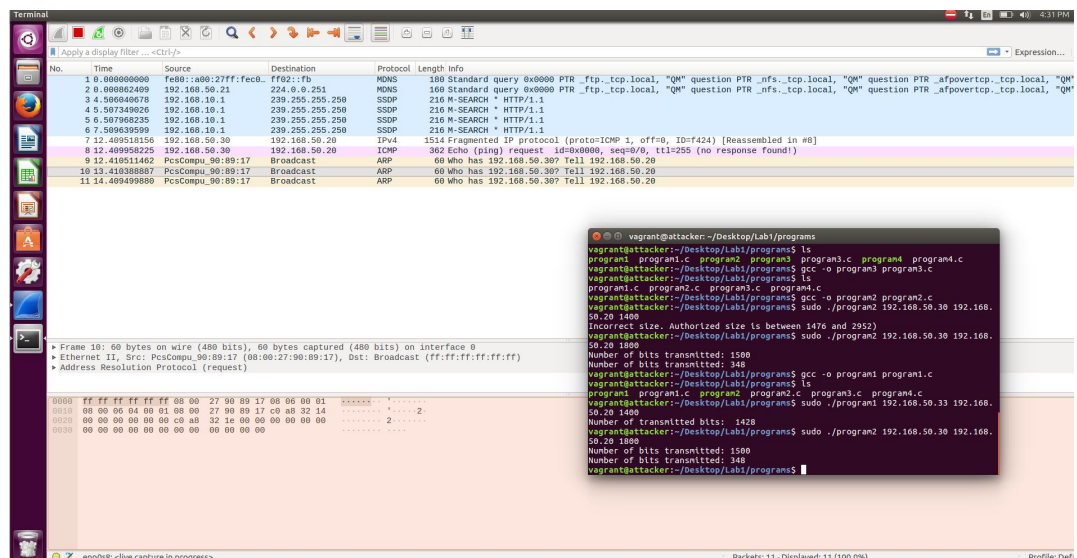 Terminal
En 4:31 PM
Apply a display filter ... <Ctrl-/>
Expression...
No. Time Source Destination Protocol Length Info
1 0.000000000 fe80::a00:27ff:fec0… ff02::fb MDNS 180 Standard query 0x0000 PTR _ftp._tcp.local, "QM" question PTR _nfs._tcp.local, "QM" question PTR _afpovertcp._tcp.local, "QM"
2 0.000862409 192.168.50.21 224.0.0.251 MDNS 160 Standard query 0x0000 PTR _ftp._tcp.local, "QM" question PTR _nfs._tcp.local, "QM" question PTR _afpovertcp._tcp.local, "QM"
3 4.506040678 192.168.10.1 239.255.255.250 SSDP 216 M-SEARCH * HTTP/1.1
4 5.507349026 192.168.10.1 239.255.255.250 SSDP 216 M-SEARCH * HTTP/1.1
5 6.507968235 192.168.10.1 239.255.255.250 SSDP 216 M-SEARCH * HTTP/1.1
6 7.509639599 192.168.10.1 239.255.255.250 SSDP 216 M-SEARCH * HTTP/1.1
7 12.409518156 192.168.50.30 192.168.50.20 IPv4 1514 Fragmented IP protocol (proto=ICMP 1, off=0, ID=f424) [Reassembled in #8]
8 12.409958225 192.168.50.30 192.168.50.20 ICMP 362 Echo (ping) request id=0x0000, seq=0/0, ttl=255 (no response found!)
9 12.410511462 PcsCompu_90:89:17 Broadcast ARP 60 Who has 192.168.50.30? Tell 192.168.50.20
10 13.410388887 PcsCompu_90:89:17 Broadcast ARP 60 Who has 192.168.50.30? Tell 192.168.50.20
11 14.409499880 PcsCompu_90:89:17 Broadcast ARP 60 Who has 192.168.50.30? Tell 192.168.50.20
vagrant@attacker: ~/Desktop/Lab1/programs
vagrant@attacker:~/Desktop/Lab1/programs$ ls
program1 program1.c program2 program3 program3.c program4 program4.c
vagrant@attacker:~/Desktop/Lab1/programs$ gcc -o program3 program3.c
vagrant@attacker:~/Desktop/Lab1/programs$ ls
program1.c program2.c program3.c program4.c
vagrant@attacker:~/Desktop/Lab1/programs$ gcc -o program2 program2.c
vagrant@attacker:~/Desktop/Lab1/programs$ sudo ./program2 192.168.50.30 192.168.
50.20 1400
Incorrect size. Authorized size is between 1476 and 2952)
vagrant@attacker:~/Desktop/Lab1/programs$ sudo ./program2 192.168.50.30 192.168.
50.20 1800
Number of bits transmitted: 1500
Number of bits transmitted: 348
vagrant@attacker:~/Desktop/Lab1/programs$ gcc -o program1 program1.c
vagrant@attacker:~/Desktop/Lab1/programs$ ls
program1 program1.c program2 program2.c program3.c program4.c
vagrant@attacker:~/Desktop/Lab1/programs$ sudo ./program1 192.168.50.33 192.168.
50.20 1400
Number of transmitted bits: 1428
vagrant@attacker:~/Desktop/Lab1/programs$ sudo ./program2 192.168.50.30 192.168.
50.20 1800
Number of bits transmitted: 1500
Number of bits transmitted: 348
vagrant@attacker:~/Desktop/Lab1/programs$
Frame 10: 60 bytes on wire (480 bits), 60 bytes captured (480 bits) on interface 0
Ethernet II, Src: PcsCompu_90:89:17 (08:00:27:90:89:17), Dst: Broadcast (ff:ff:ff:ff:ff:ff)
Address Resolution Protocol (request)
0000 ff ff ff ff ff ff 08 00 27 90 89 17 08 06 00 01 ........ '.......
0010 08 00 06 04 00 01 08 00 27 90 89 17 c0 a8 32 14 ........ '.....2.
0020 00 00 00 00 00 00 c0 a8 32 1e 00 00 00 00 00 00 ........ 2.......
0030 00 00 00 00 00 00 00 00 00 00 00 00 ........ ....
enp0s8: <live capture in progress>
Packets: 11 · Displayed: 11 (100.0%)
Profile: Def